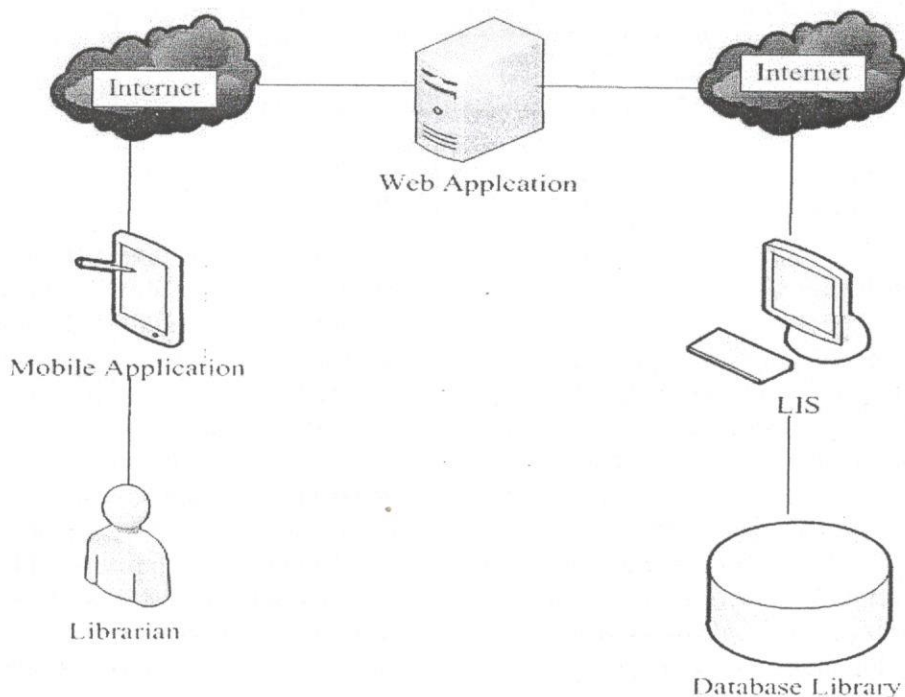 Internet
Internet
Web Applcation
Mobile Application
LIS
Librarian
Database Library